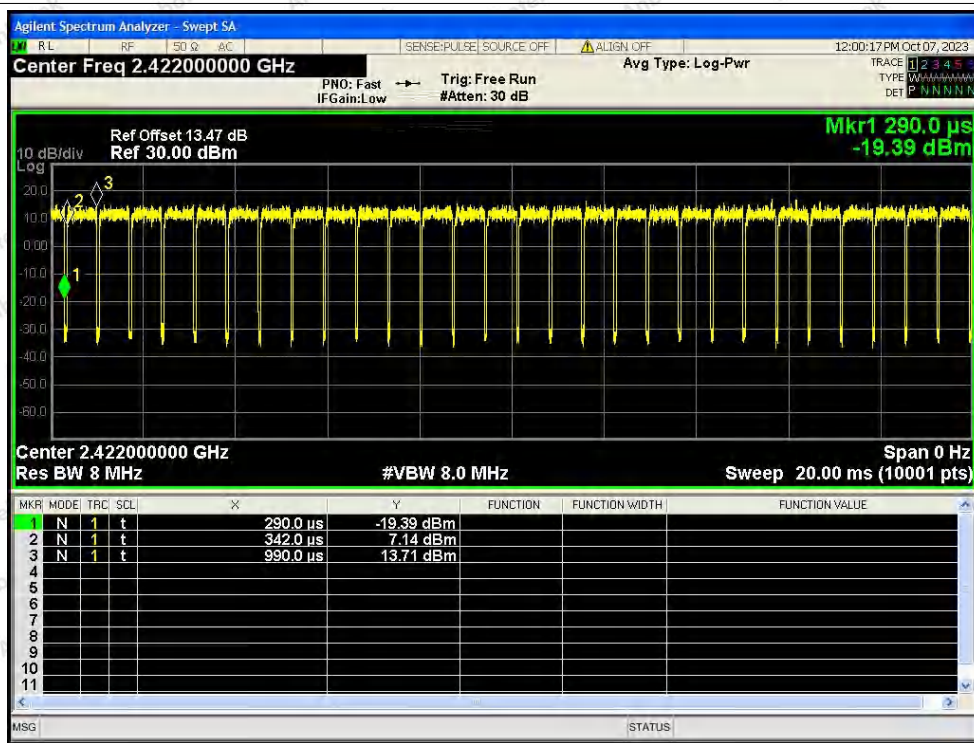 Agilent Spectrum Analyzer - Swept SA
RL RF 50 Ω AC SENSE:PULSE SOURCE OFF ALIGN OFF 12:00:17 PM Oct 07, 2023
Center Freq 2.422000000 GHz Avg Type: Log-Pwr TRACE 1 2 3 4 5 6
PNO: Fast Trig: Free Run TYPE WWWWWW
IFGain:Low #Atten: 30 dB DET P N N N N N
Mkr1 290.0 µs
Ref Offset 13.47 dB
10 dB/div Ref 30.00 dBm -19.39 dBm
Log
20.0
10.0
0.00
-10.0
-20.0
-30.0
-40.0
-50.0
-60.0
1
2
3
Center 2.422000000 GHz Span 0 Hz
Res BW 8 MHz #VBW 8.0 MHz Sweep 20.00 ms (10001 pts)
MKR MODE TRC SCL X Y FUNCTION FUNCTION WIDTH FUNCTION VALUE
1 N 1 t 290.0 µs -19.39 dBm
2 N 1 t 342.0 µs 7.14 dBm
3 N 1 t 990.0 µs 13.71 dBm
4
5
6
7
8
9
10
11
MSG STATUS